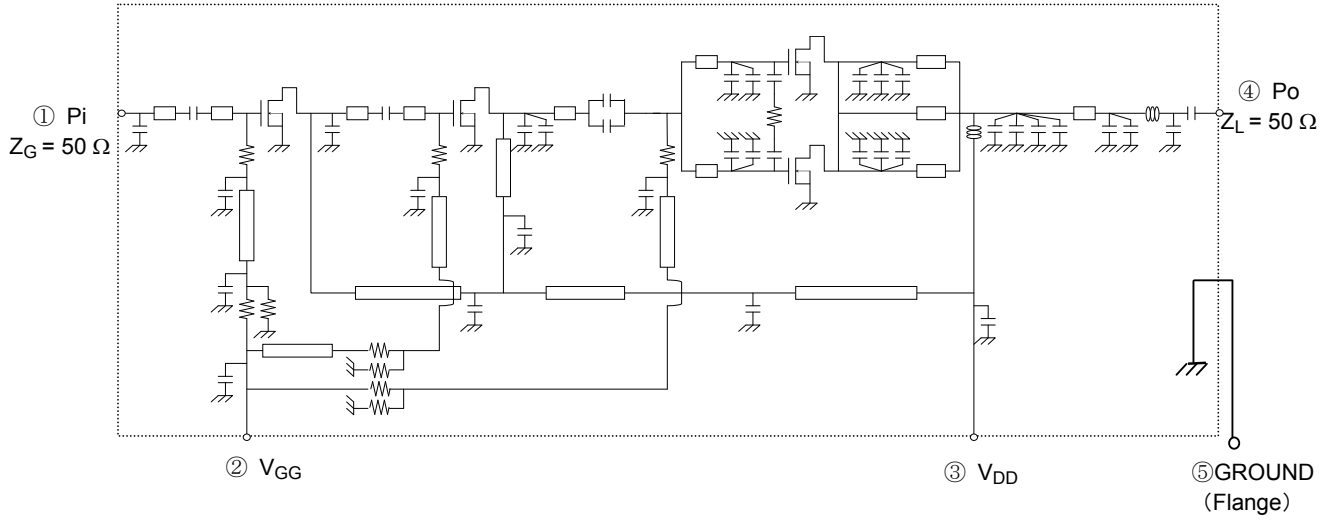 ① Pi
Z_G = 50 Ω
④ Po
Z_L = 50 Ω
② V_GG
③ V_DD
⑤GROUND
(Flange)